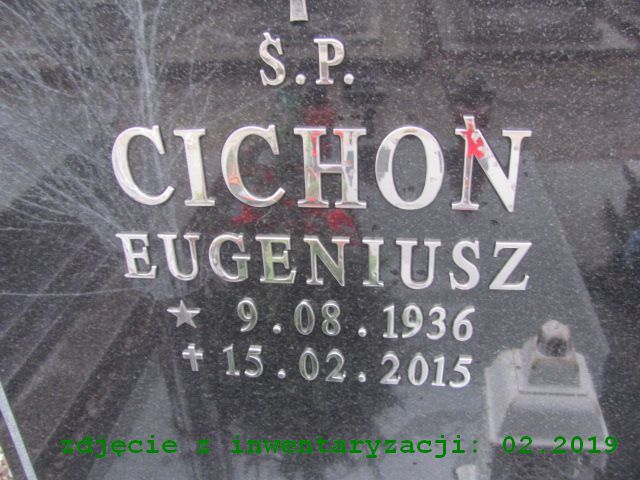 Ś.P.
CICHOŃ
EUGENIUSZ
★ 9.08.1936
✝ 15.02.2015
zdjęcie z inwentaryzacji: 02.2019